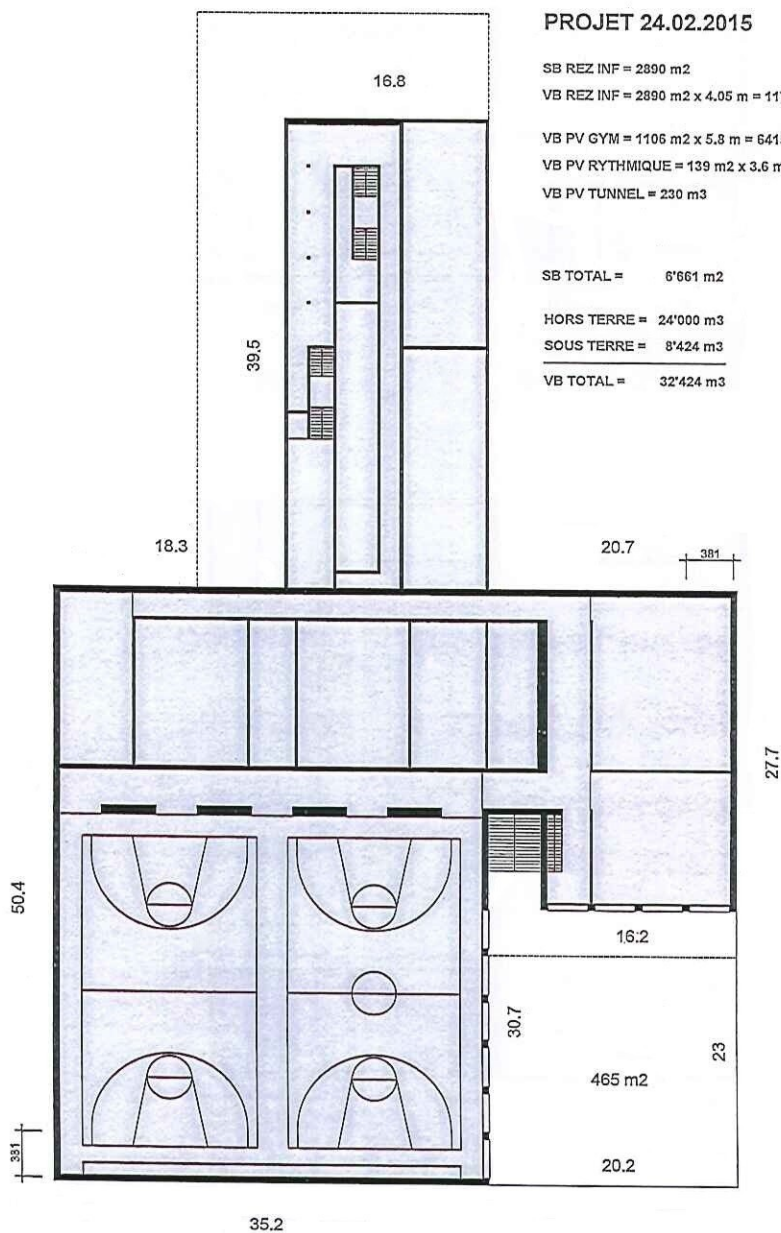 PROJET 24.02.2015
SB REZ INF = 2890 m2
VB REZ INF = 2890 m2 x 4.05 m =
VB PV GYM = 1106 m2 x 5.8 m =
VB PV RYTHMIQUE = 139 m2 x 3.6 m
VB PV TUNNEL = 230 m3
SB TOTAL = 6'661 m2
HORS TERRE = 24'000 m3
SOUS TERRE = 8'424 m3
VB TOTAL = 32'424 m3
16.8
39.5
18.3
20.7
381
27.7
50.4
16.2
30.7
23
465 m2
381
20.2
35.2